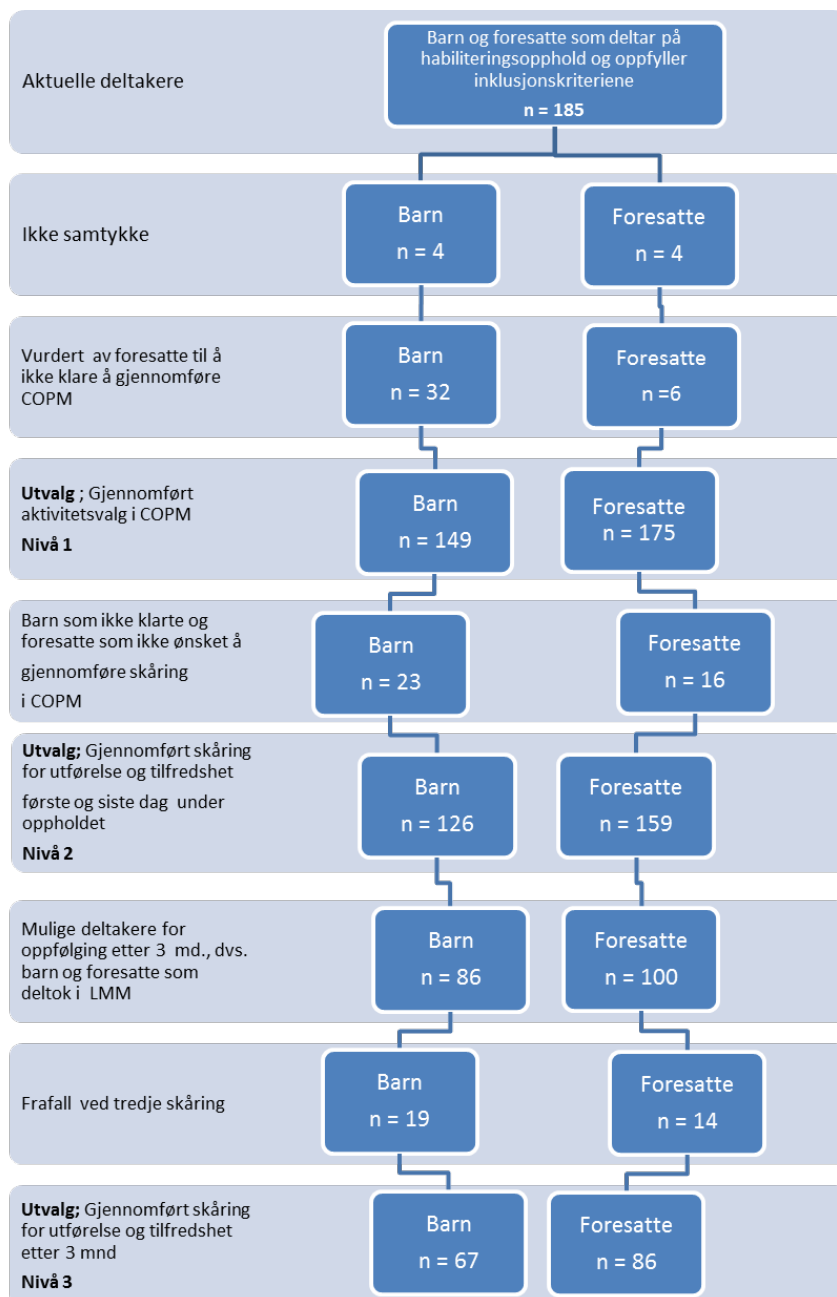 Aktuelle deltakere
Barn og foresatte som deltar på
habiliteringsopphold og oppfyller
inklusjonskriteriene
n = 185
Ikke samtykke
Barn
n = 4
Foresatte
n = 4
Vurdert av foresatte til å
ikke klare å gjennomføre
COPM
Barn
n = 32
Foresatte
n =6
Utvalg ; Gjennomført
aktivitetsvalg i COPM
Nivå 1
Barn
n = 149
Foresatte
n = 175
Barn som ikke klarte og
foresatte som ikke ønsket å
gjennomføre skåring
i COPM
Barn
n = 23
Foresatte
n = 16
Utvalg; Gjennomført skåring
for utførelse og tilfredshet
første og siste dag under
oppholdet
Nivå 2
Barn
n = 126
Foresatte
n = 159
Mulige deltakere for
oppfølging etter 3 md., dvs.
barn og foresatte som
deltok i LMM
Barn
n = 86
Foresatte
n = 100
Frafall ved tredje skåring
Barn
n = 19
Foresatte
n = 14
Utvalg; Gjennomført skåring
for utførelse og tilfredshet
etter 3 mnd
Nivå 3
Barn
n = 67
Foresatte
n = 86